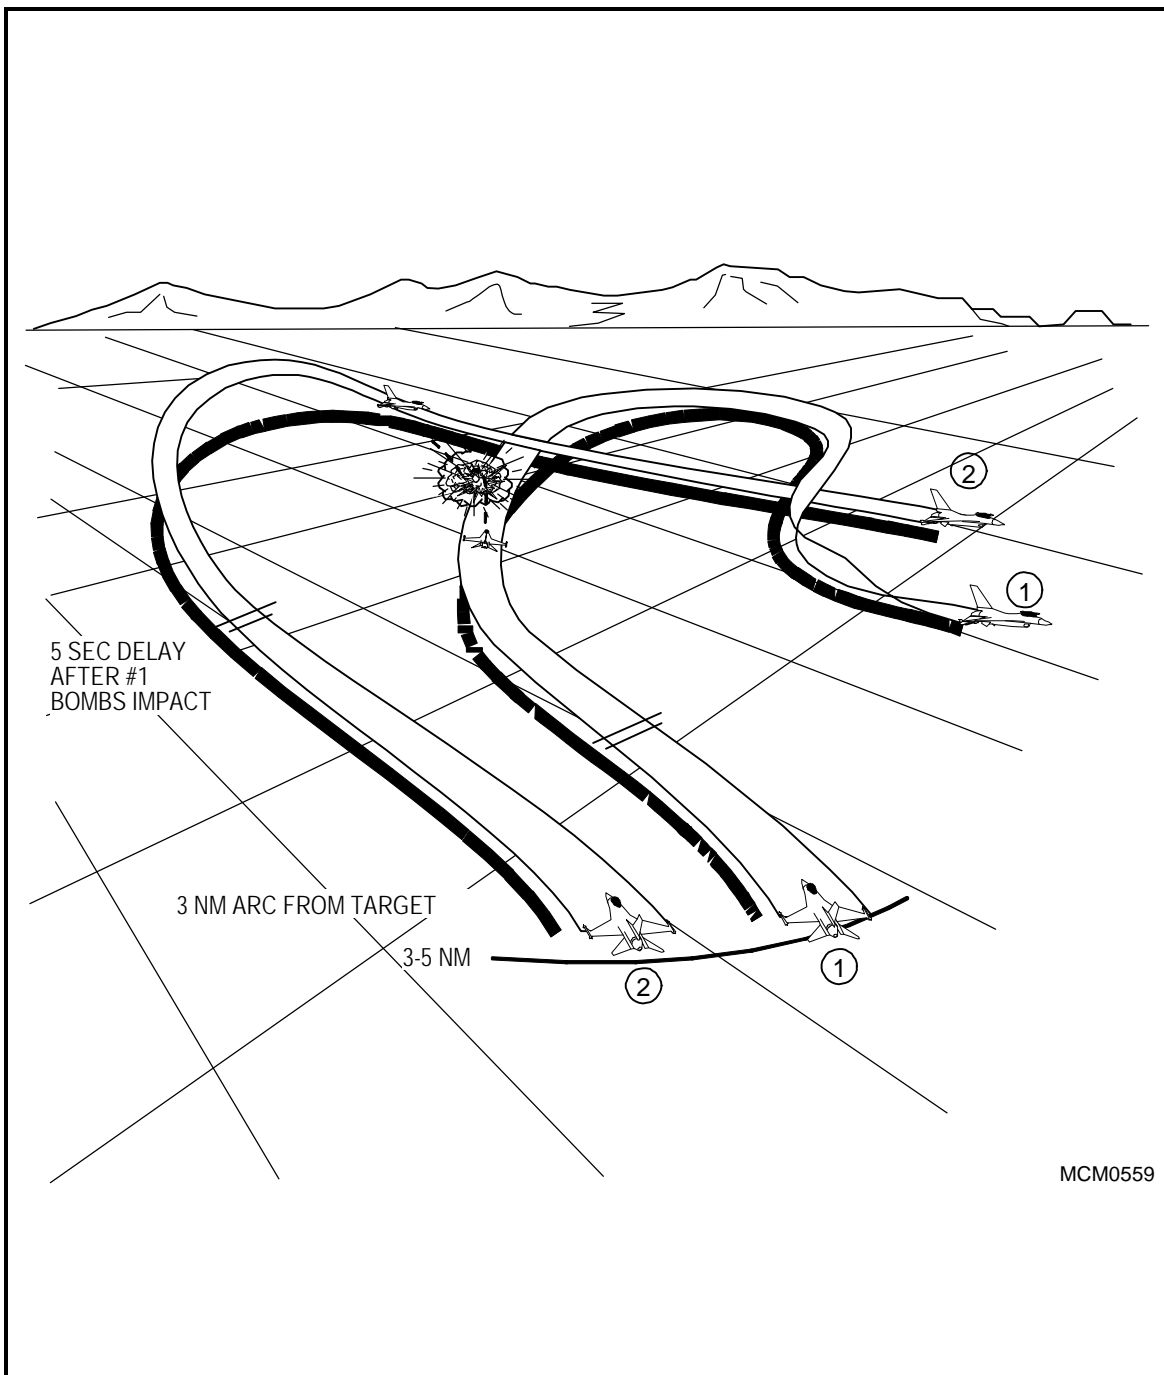 2
1
5 SEC DELAY
AFTER #1
BOMBS IMPACT
3 NM ARC FROM TARGET
3-5 NM
1
2
MCM0559